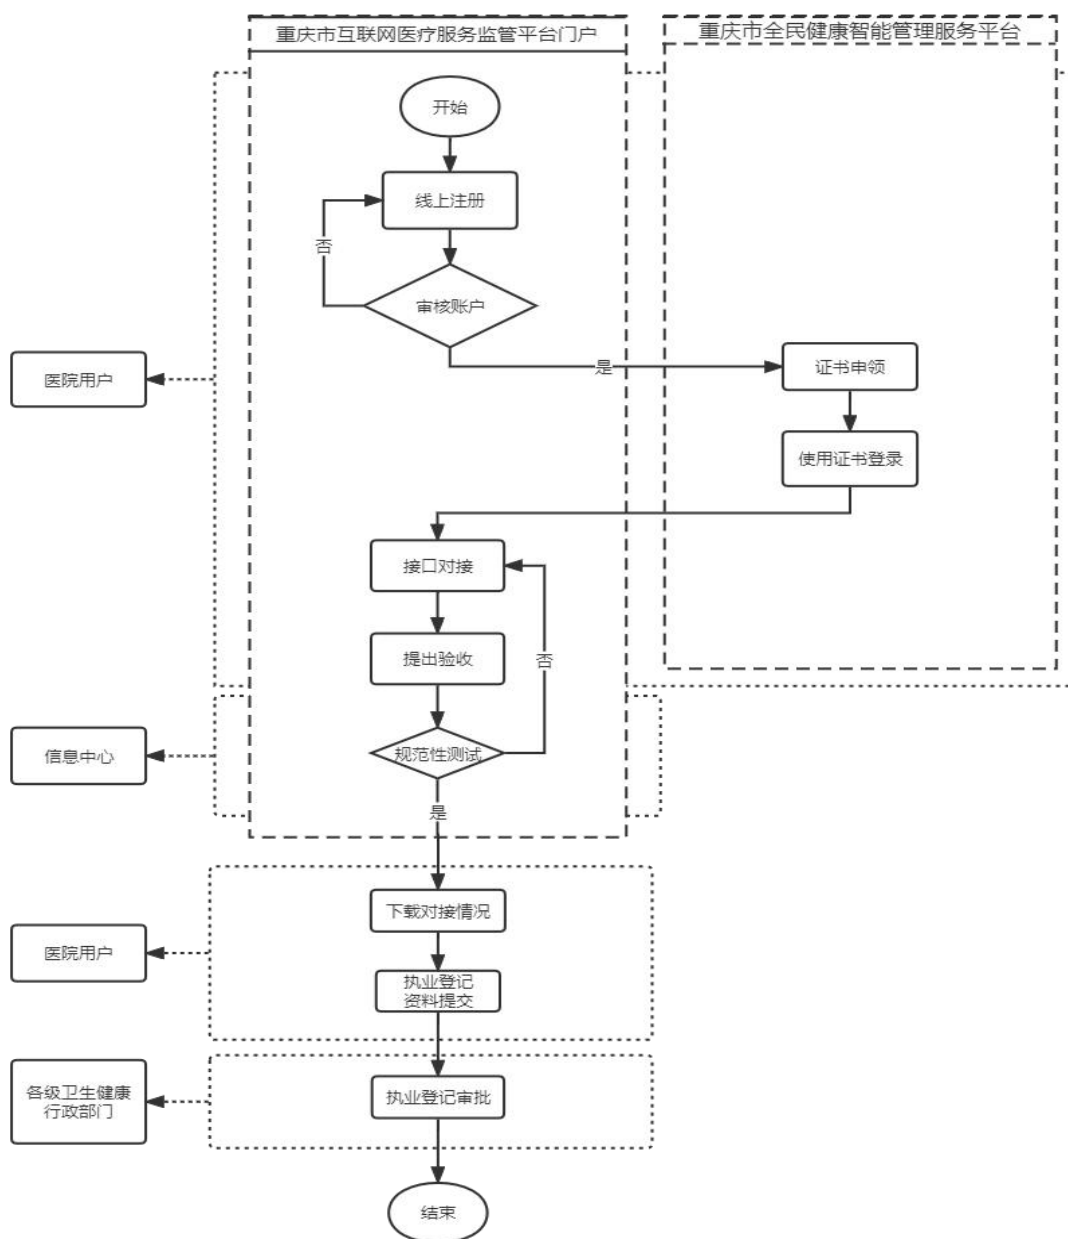 重庆市互联网医疗服务监管平台门户
重庆市全民健康智能管理服务平台
开始
线上注册
否
审核账户
是
证书申领
医院用户
使用证书登录
接口对接
提出验收
否
信息中心
规范性测试
是
下载对接情况
医院用户
执业登记
资料提交
各级卫生健康
行政部门
执业登记审批
结束